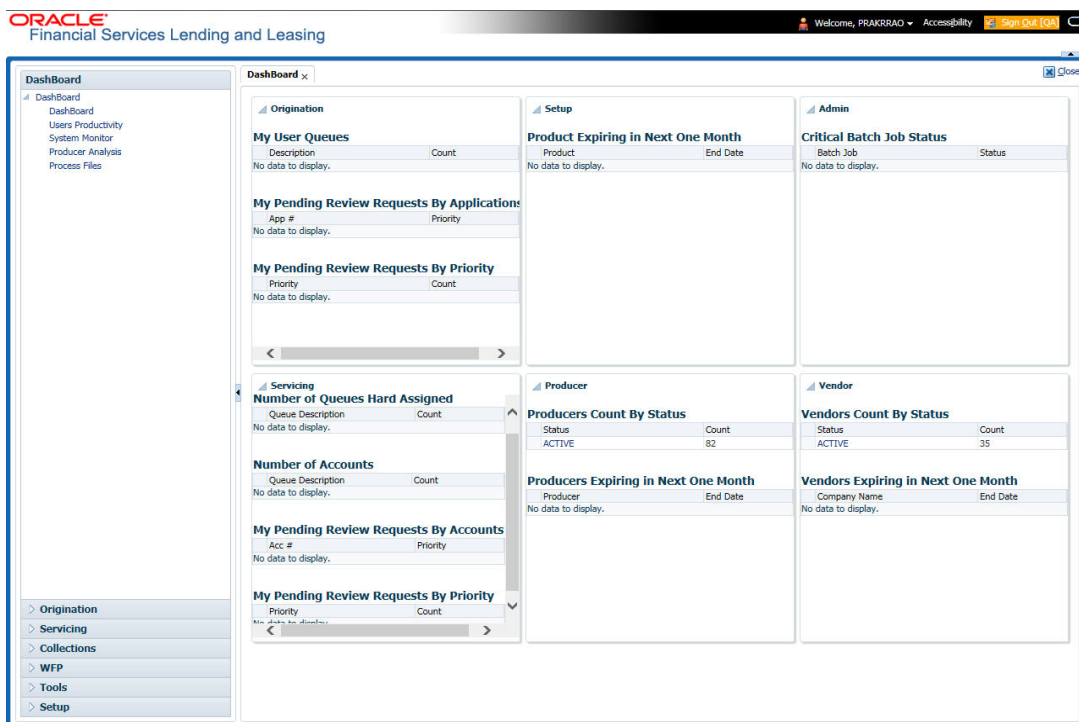 ORACLE
Financial Services Lending and Leasing
Welcome, PRAKRRAO Accessibility Sign Out [QA]
DashBoard
DashBoard
DashBoard
Users Productivity
System Monitor
Producer Analysis
Process Files
Origination
Servicing
Collections
WFP
Tools
Setup
DashBoard
Close
Origination
My User Queues
Description Count
No data to display.
My Pending Review Requests By Applications
App # Priority
No data to display.
My Pending Review Requests By Priority
Priority Count
No data to display.
Setup
Product Expiring in Next One Month
Product End Date
No data to display.
Admin
Critical Batch Job Status
Batch Job Status
No data to display.
Servicing
Number of Queues Hard Assigned
Queue Description Count
No data to display.
Number of Accounts
Queue Description Count
No data to display.
My Pending Review Requests By Accounts
Acc # Priority
No data to display.
My Pending Review Requests By Priority
Priority Count
No data to display.
Producer
Producers Count By Status
Status Count
ACTIVE 82
Producers Expiring in Next One Month
Producer End Date
No data to display.
Vendor
Vendors Count By Status
Status Count
ACTIVE 35
Vendors Expiring in Next One Month
Company Name End Date
No data to display.